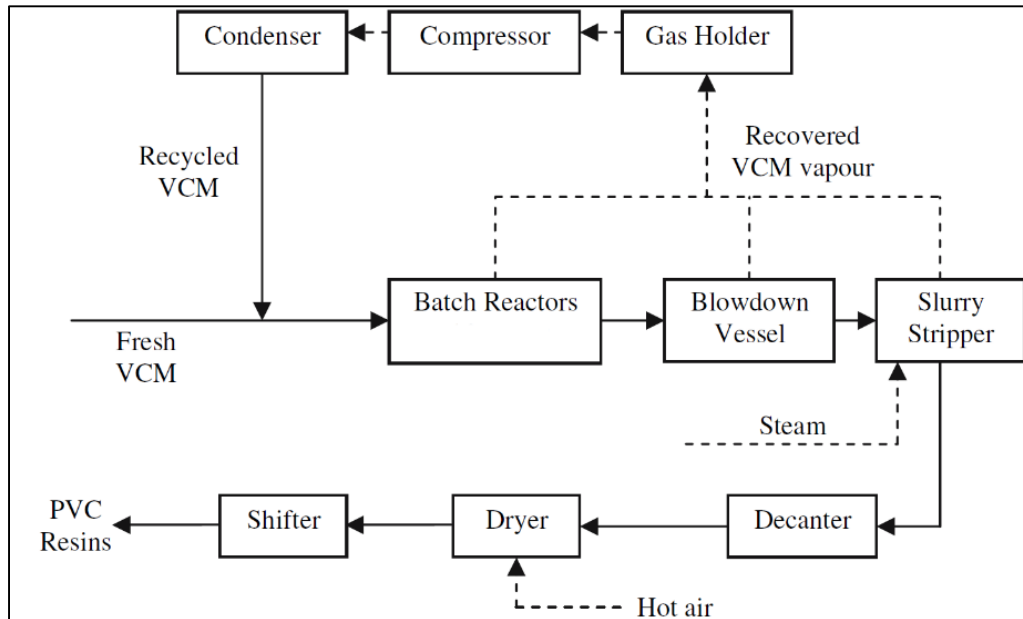 Condenser
Compressor
Gas Holder
Recycled
VCM
Recovered
VCM vapour
Batch Reactors
Blowdown
Vessel
Slurry
Stripper
Fresh
VCM
Steam
PVC
Resins
Shifter
Dryer
Decanter
Hot air